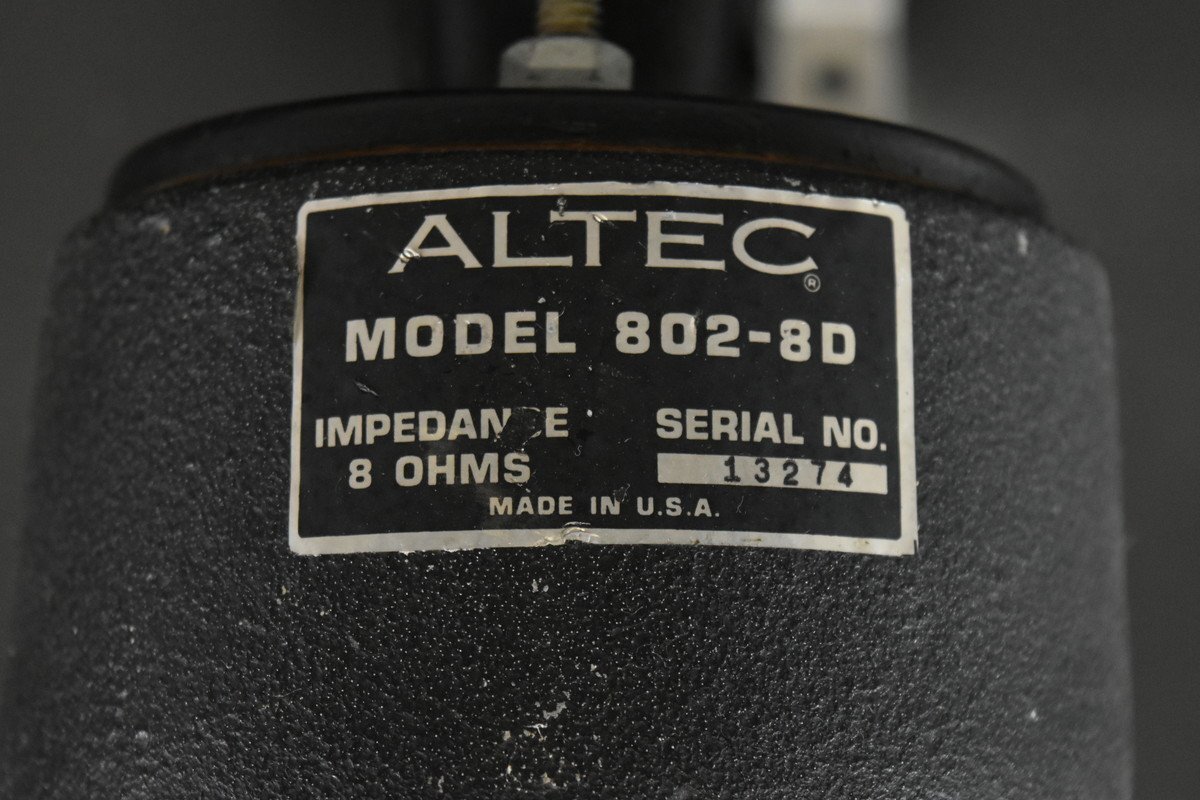 ALTEC®
MODEL 802-8D
IMPEDANCE SERIAL NO.
8 OHMS 13274
MADE IN U.S.A.